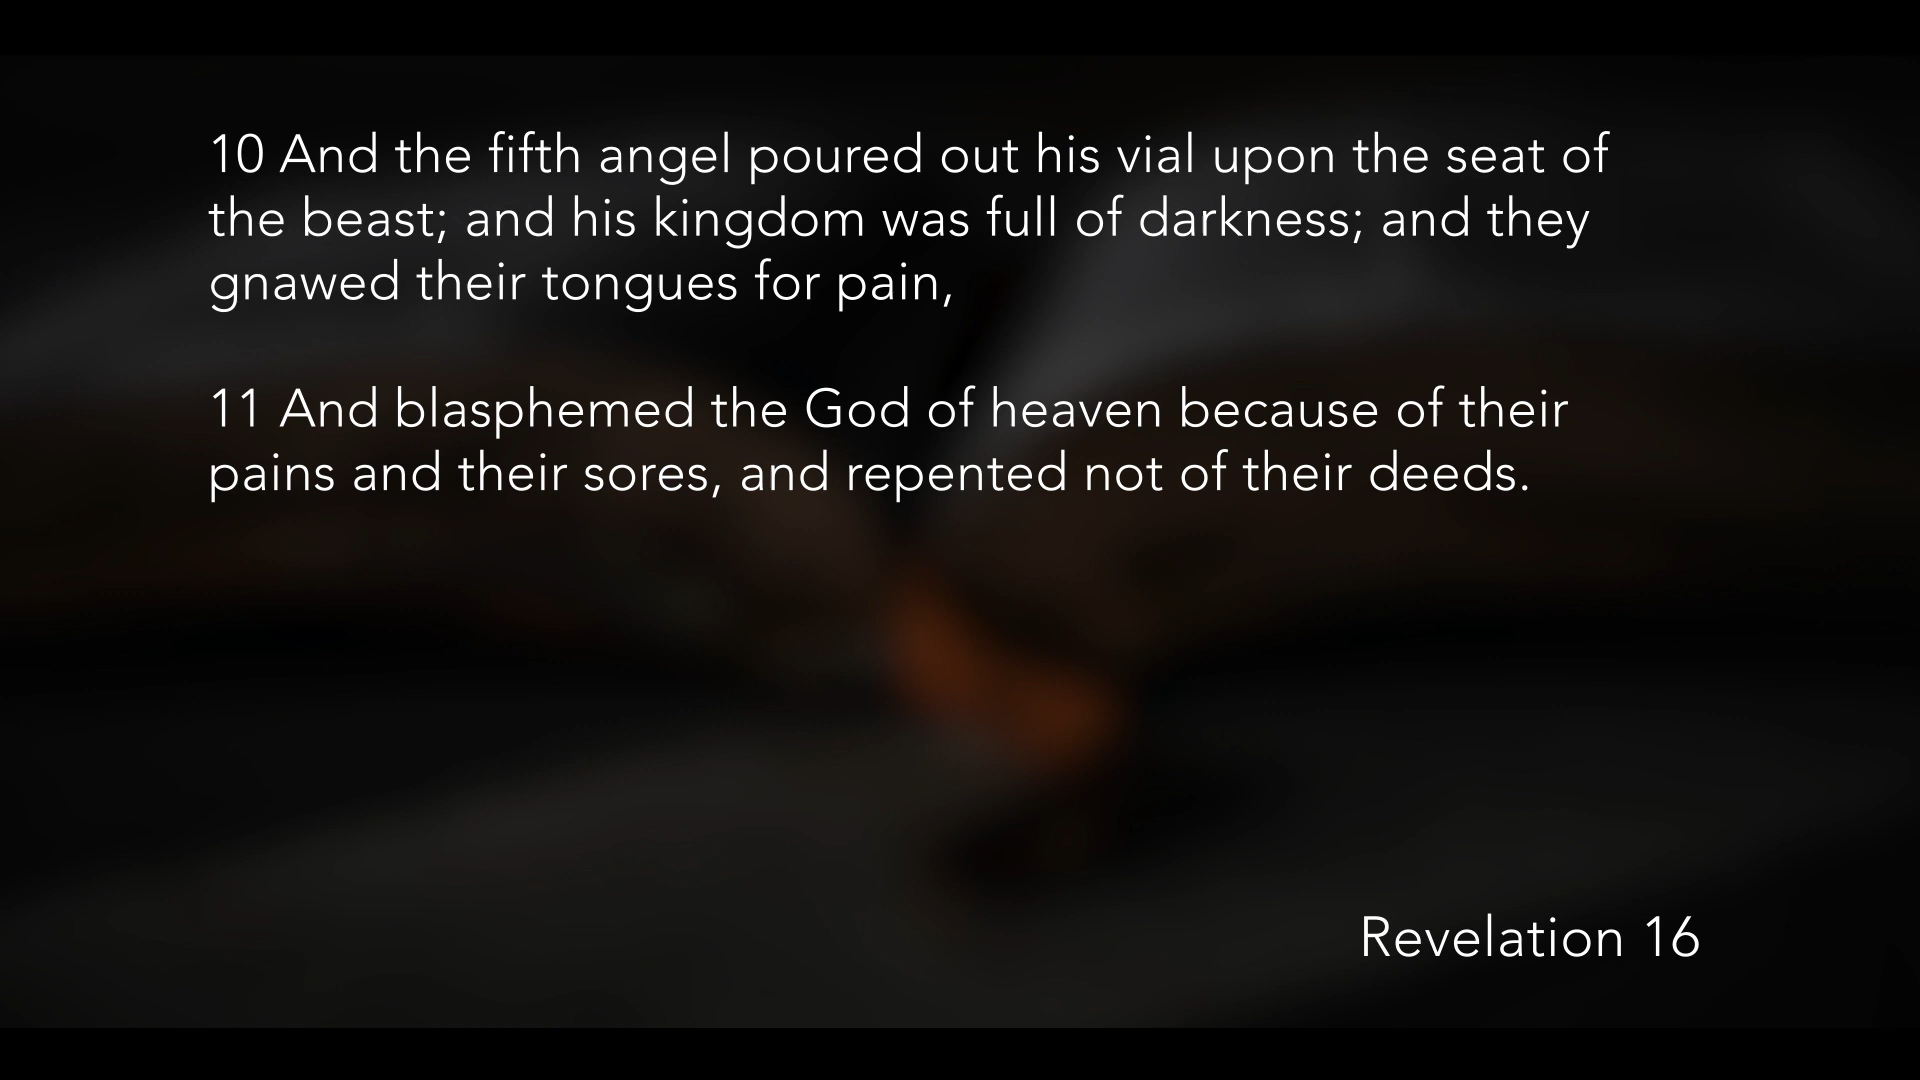 10 And the fifth angel poured out his vial upon the seat of
the beast; and his kingdom was full of darkness; and they
gnawed their tongues for pain,
11 And blasphemed the God of heaven because of their
pains and their sores, and repented not of their deeds.
Revelation 16